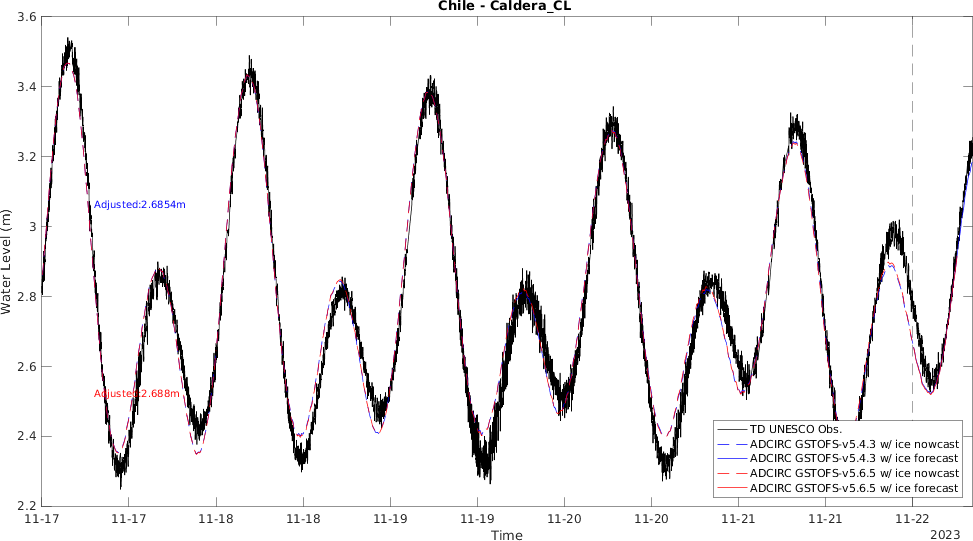 Chile - Caldera_CL
3.6
3.4
3.2
3
2.8
2.6
2.4
2.2
Water Level (m)
Adjusted:2.6854m
Adjusted:2.688m
TD UNESCO Obs.
ADCIRC GSTOFS-v5.4.3 w/ ice nowcast
ADCIRC GSTOFS-v5.4.3 w/ ice forecast
ADCIRC GSTOFS-v5.6.5 w/ ice nowcast
ADCIRC GSTOFS-v5.6.5 w/ ice forecast
11-17 11-17 11-18 11-18 11-19 11-19 11-20 11-20 11-21 11-21 11-22
Time
2023